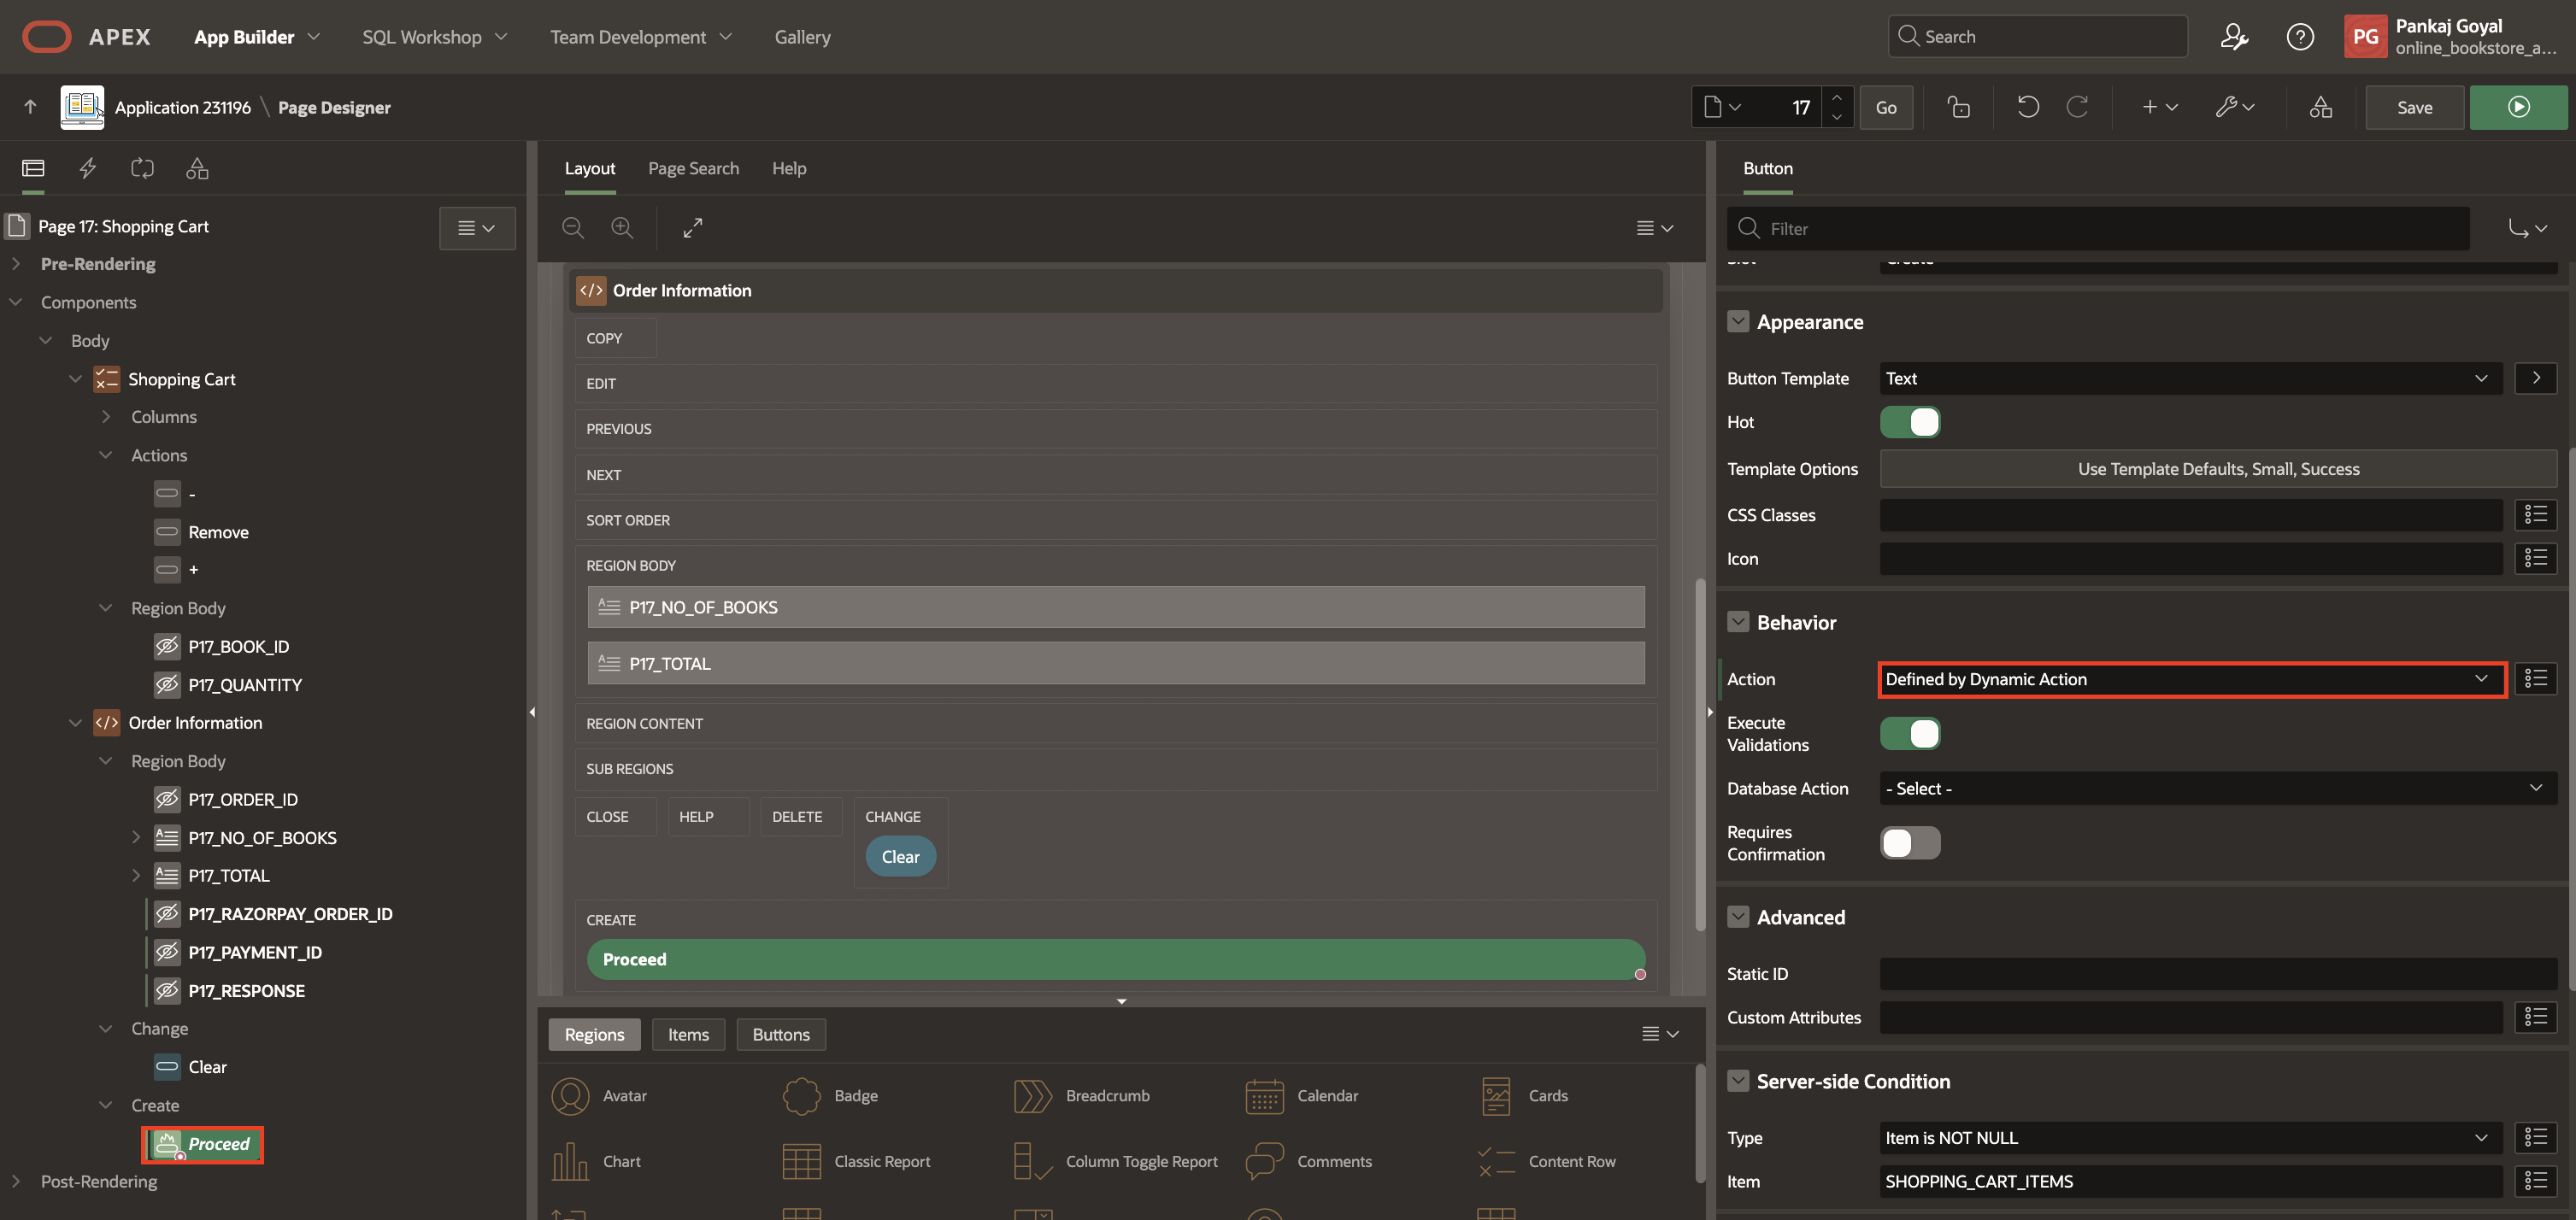 APEX
App Builder
SQL Workshop
Team Development
Gallery
Search
PG
Pankaj Goyal
online_bookstore_a...
Application 231196 \ Page Designer
17
Go
Save
Page 17: Shopping Cart
Pre-Rendering
Components
Body
Shopping Cart
Columns
Actions
-
Remove
+
Region Body
P17_BOOK_ID
P17_QUANTITY
Order Information
Region Body
P17_ORDER_ID
P17_NO_OF_BOOKS
P17_TOTAL
P17_RAZORPAY_ORDER_ID
P17_PAYMENT_ID
P17_RESPONSE
Change
Clear
Create
Proceed
Post-Rendering
Layout
Page Search
Help
Order Information
COPY
EDIT
PREVIOUS
NEXT
SORT ORDER
REGION BODY
P17_NO_OF_BOOKS
P17_TOTAL
REGION CONTENT
SUB REGIONS
CLOSE
HELP
DELETE
CHANGE
Clear
CREATE
Proceed
Regions
Items
Buttons
Avatar
Badge
Breadcrumb
Calendar
Cards
Chart
Classic Report
Column Toggle Report
Comments
Content Row
Button
Filter
Slot
Create
Appearance
Button Template
Text
Hot
Template Options
Use Template Defaults, Small, Success
CSS Classes
Icon
Behavior
Action
Defined by Dynamic Action
Execute
Validations
Database Action
- Select -
Requires
Confirmation
Advanced
Static ID
Custom Attributes
Server-side Condition
Type
Item is NOT NULL
Item
SHOPPING_CART_ITEMS